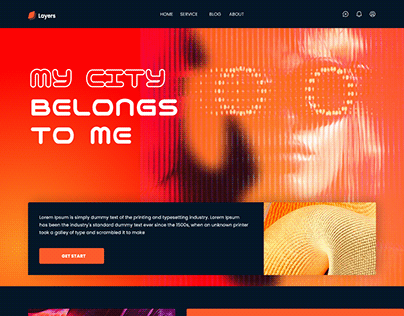 Layers
HOME SERVICE BLOG ABOUT
MY CITY
BELONGS
TO ME
Lorem Ipsum is simply dummy text of the printing and typesetting industry. Lorem Ipsum
has been the industry's standard dummy text ever since the 1500s, when an unknown printer
took a galley of type and scrambled it to make
GET START